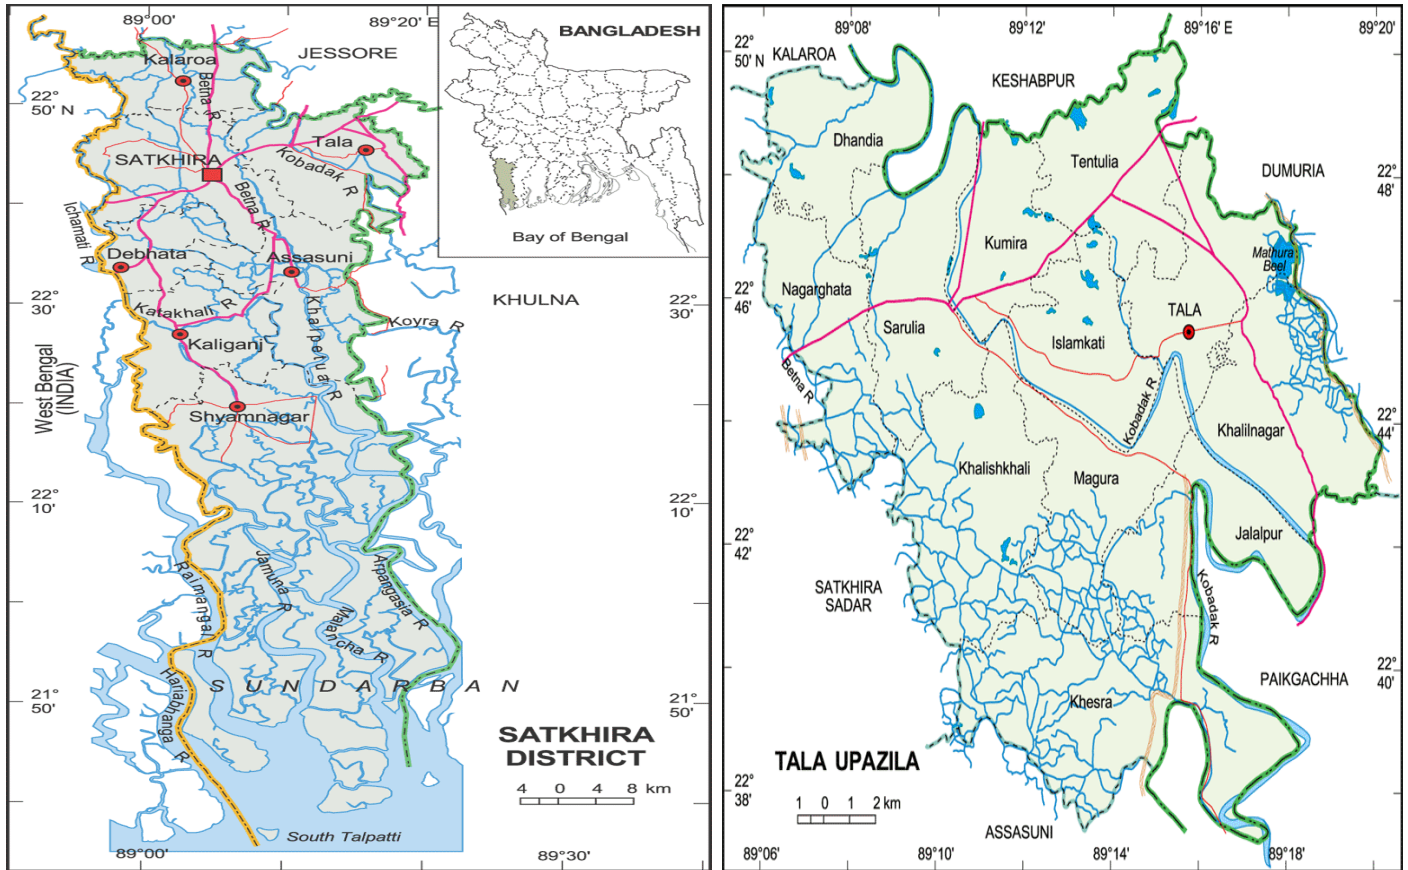 89°00'
89°20' E
JESSORE
BANGLADESH
Kalaroa
Betna R
22°
50' N
Tala
SATKHIRA
Kobadak R
Betna R
Ichamati R
Bay of Bengal
Debhata
Assasuni
22°
30'
Kafakhali R
Kholpetua R
KHULNA
22°
30'
Koyra R
Kaliganj
West Bengal
(INDIA)
Shyamnagar
22°
10'
22°
10'
Jamuna R
Arpangasia R
Raimangal R
Malancha R
SUNDARBAN
21°
50'
21°
50'
Hariabhanga R
SATKHIRA
DISTRICT
4 0 4 8 km
South Talpatti
89°00'
89°30'
89°08'
89°12'
89°16' E
89°20'
22°
50' N
KALAROA
KESHABPUR
Dhandia
Tentulia
DUMURIA
22°
48'
Kumira
Mathura
Beel
Nagarghata
22°
46'
Sarulia
TALA
Islamkati
Betna R
Kobadak R
22°
44'
Khalilnagar
Khalishkhali
Magura
Jalalpur
22°
42'
SATKHIRA
SADAR
Kobadak R
22°
40'
PAIKGACHHA
Khesra
TALA UPAZILA
22°
38'
1 0 1 2 km
ASSASUNI
89°06'
89°10'
89°14'
89°18'